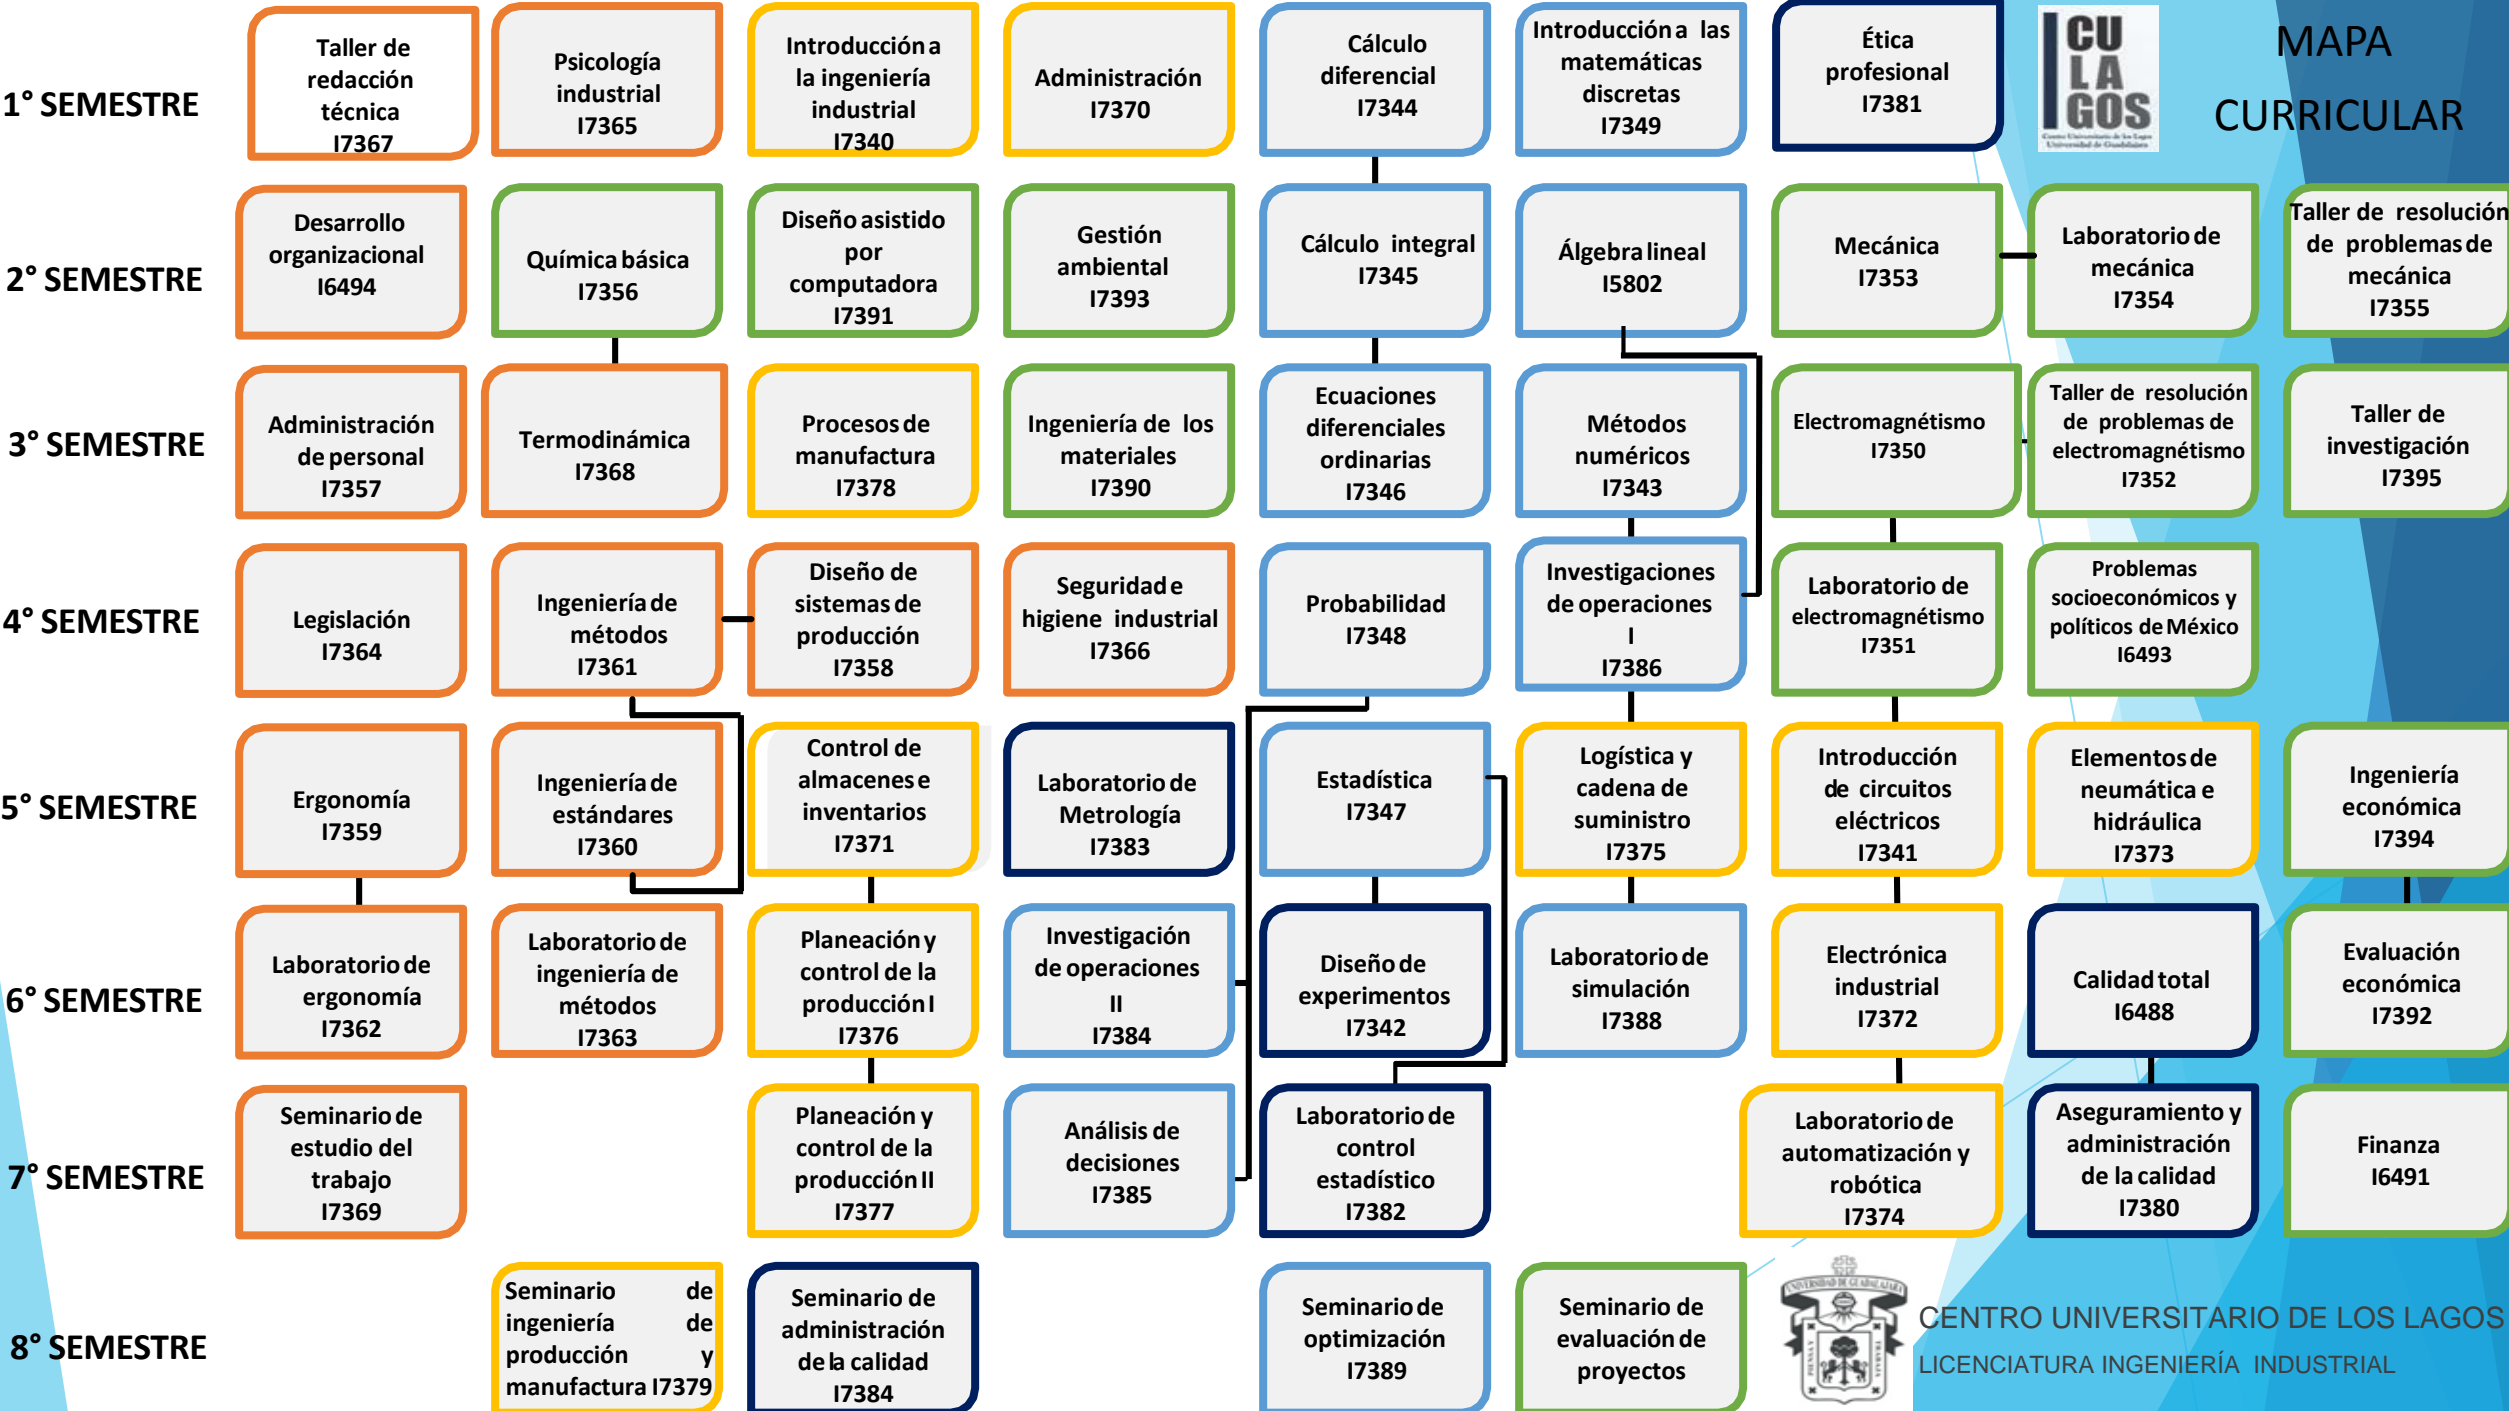 MAPA
CURRICULAR
CU
LA
GOS
Centro Universitario de los Lagos
Universidad de Guadalajara
1° SEMESTRE
Taller de
redacción
técnica
I7367
Psicología
industrial
I7365
Introducción a
la ingeniería
industrial
I7340
Administración
I7370
Cálculo
diferencial
I7344
Introducción a las
matemáticas
discretas
I7349
Ética
profesional
I7381
2° SEMESTRE
Desarrollo
organizacional
I6494
Química básica
I7356
Diseño asistido
por
computadora
I7391
Gestión
ambiental
I7393
Cálculo integral
I7345
Álgebra lineal
I5802
Mecánica
I7353
Laboratorio de
mecánica
I7354
Taller de resolución
de problemas de
mecánica
I7355
3° SEMESTRE
Administración
de personal
I7357
Termodinámica
I7368
Procesos de
manufactura
I7378
Ingeniería de los
materiales
I7390
Ecuaciones
diferenciales
ordinarias
I7346
Métodos
numéricos
I7343
Electromagnétismo
I7350
Taller de resolución
de problemas de
electromagnétismo
I7352
Taller de
investigación
I7395
4° SEMESTRE
Legislación
I7364
Ingeniería de
métodos
I7361
Diseño de
sistemas de
producción
I7358
Seguridad e
higiene industrial
I7366
Probabilidad
I7348
Investigaciones
de operaciones
I
I7386
Laboratorio de
electromagnétismo
I7351
Problemas
socioeconómicos y
políticos de México
I6493
5° SEMESTRE
Ergonomía
I7359
Ingeniería de
estándares
I7360
Control de
almacenes e
inventarios
I7371
Laboratorio de
Metrología
I7383
Estadística
I7347
Logística y
cadena de
suministro
I7375
Introducción
de circuitos
eléctricos
I7341
Elementos de
neumática e
hidráulica
I7373
Ingeniería
económica
I7394
6° SEMESTRE
Laboratorio de
ergonomía
I7362
Laboratorio de
ingeniería de
métodos
I7363
Planeación y
control de la
producción I
I7376
Investigación
de operaciones
II
I7384
Diseño de
experimentos
I7342
Laboratorio de
simulación
I7388
Electrónica
industrial
I7372
Calidad total
I6488
Evaluación
económica
I7392
7° SEMESTRE
Seminario de
estudio del
trabajo
I7369
Planeación y
control de la
producción II
I7377
Análisis de
decisiones
I7385
Laboratorio de
control
estadístico
I7382
Laboratorio de
automatización y
robótica
I7374
Aseguramiento y
administración
de la calidad
I7380
Finanza
I6491
8° SEMESTRE
Seminario de
ingeniería de
producción y
manufactura I7379
Seminario de
administración
de la calidad
I7384
Seminario de
optimización
I7389
Seminario de
evaluación de
proyectos
UNIVERSIDAD DE GUADALAJARA
PIENSA Y
TRABAJA
CENTRO UNIVERSITARIO DE LOS LAGOS
LICENCIATURA INGENIERÍA INDUSTRIAL